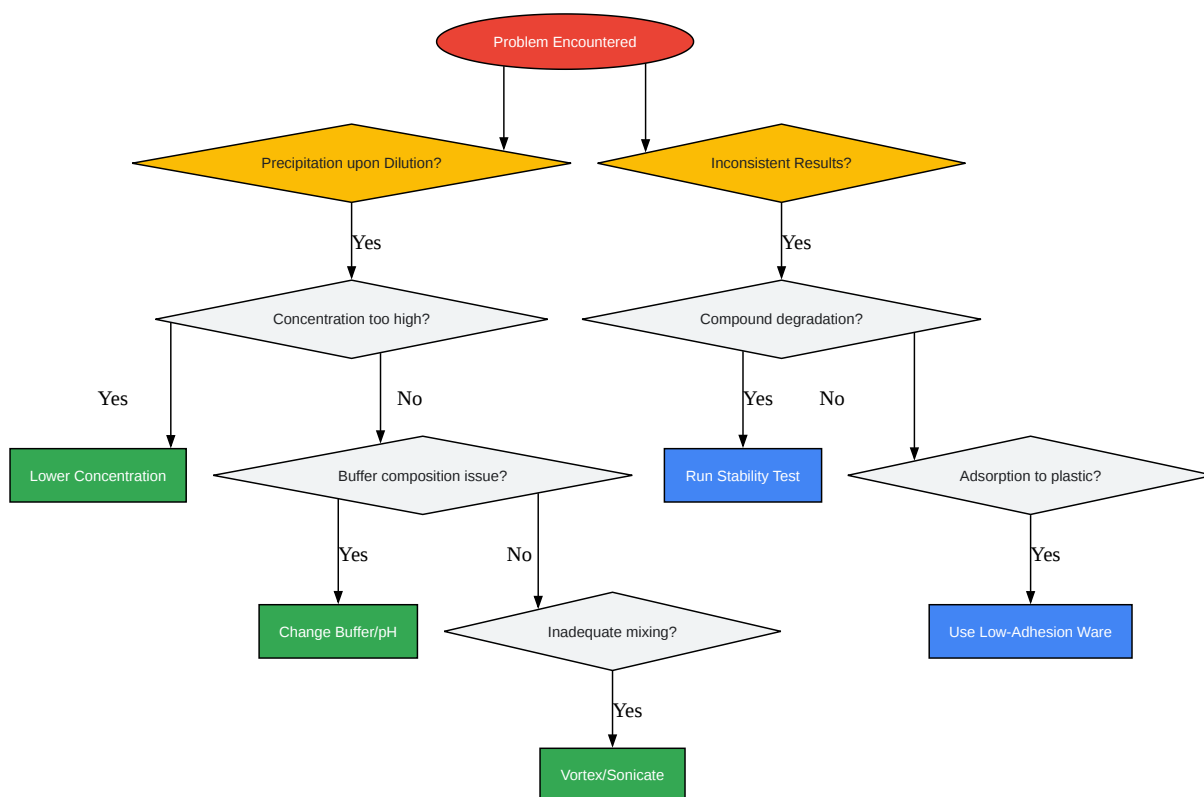 Problem Encountered
Precipitation upon Dilution?
Inconsistent Results?
Yes
Yes
Concentration too high?
Compound degradation?
Yes
No
Yes
No
Lower Concentration
Buffer composition issue?
Run Stability Test
Adsorption to plastic?
Yes
No
Yes
Change Buffer/pH
Inadequate mixing?
Use Low-Adhesion Ware
Yes
Vortex/Sonicate